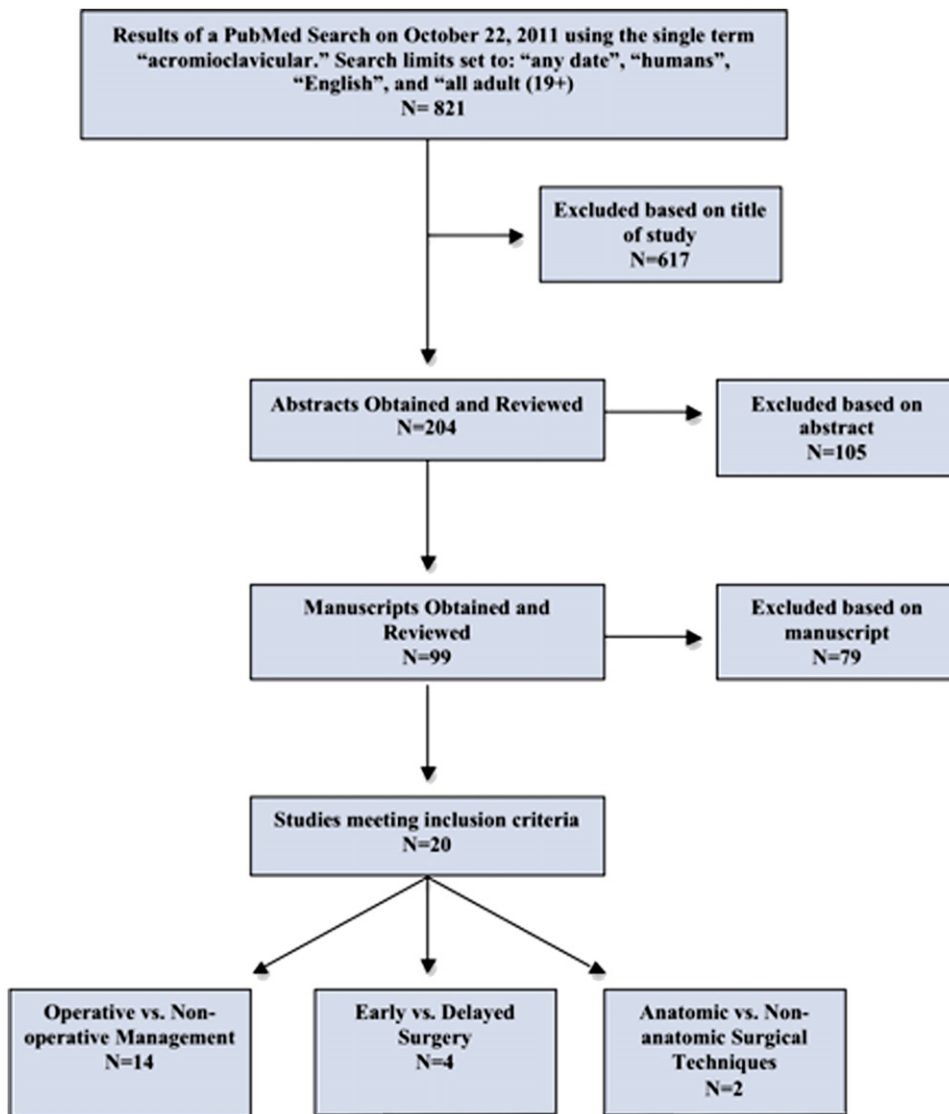 Results of a PubMed Search on October 22, 2011 using the single term
“acromioclavicular.” Search limits set to: “any date”, “humans”,
“English”, and “all adult (19+)
N= 821
Excluded based on title
of study
N=617
Abstracts Obtained and Reviewed
N=204
Excluded based on
abstract
N=105
Manuscripts Obtained and
Reviewed
N=99
Excluded based on
manuscript
N=79
Studies meeting inclusion criteria
N=20
Operative vs. Non-
operative Management
N=14
Early vs. Delayed
Surgery
N=4
Anatomic vs. Non-
anatomic Surgical
Techniques
N=2